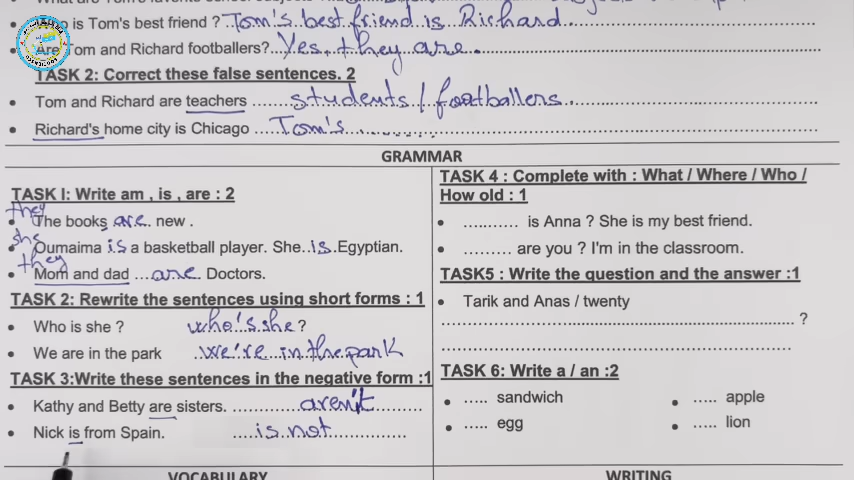 is Tom's best friend ? Tom's best friend is Richard
Are Tom and Richard footballers? Yes, they are.
TASK 2: Correct these false sentences. 2
Tom and Richard are teachers ........ students / footballers
Richard's home city is Chicago .... Tom's ............
GRAMMAR
TASK I: Write am , is , are : 2
they
The books are new .
she
Oumaima is a basketball player. She is Egyptian.
they
Mom and dad ...are Doctors.
TASK 2: Rewrite the sentences using short forms : 1
Who is she ? who's she ?
We are in the park ..we're in the park
TASK 3:Write these sentences in the negative form :1
Kathy and Betty are sisters. ............ aren't ............
Nick is from Spain. .... is not ............
VOCABULARY
TASK 4 : Complete with : What / Where / Who /
How old : 1
............ is Anna ? She is my best friend.
.......... are you ? I'm in the classroom.
TASK5 : Write the question and the answer :1
Tarik and Anas / twenty
............................................................ ?
............................................................
TASK 6: Write a / an :2
..... sandwich ..... apple
..... egg ..... lion
WRITING